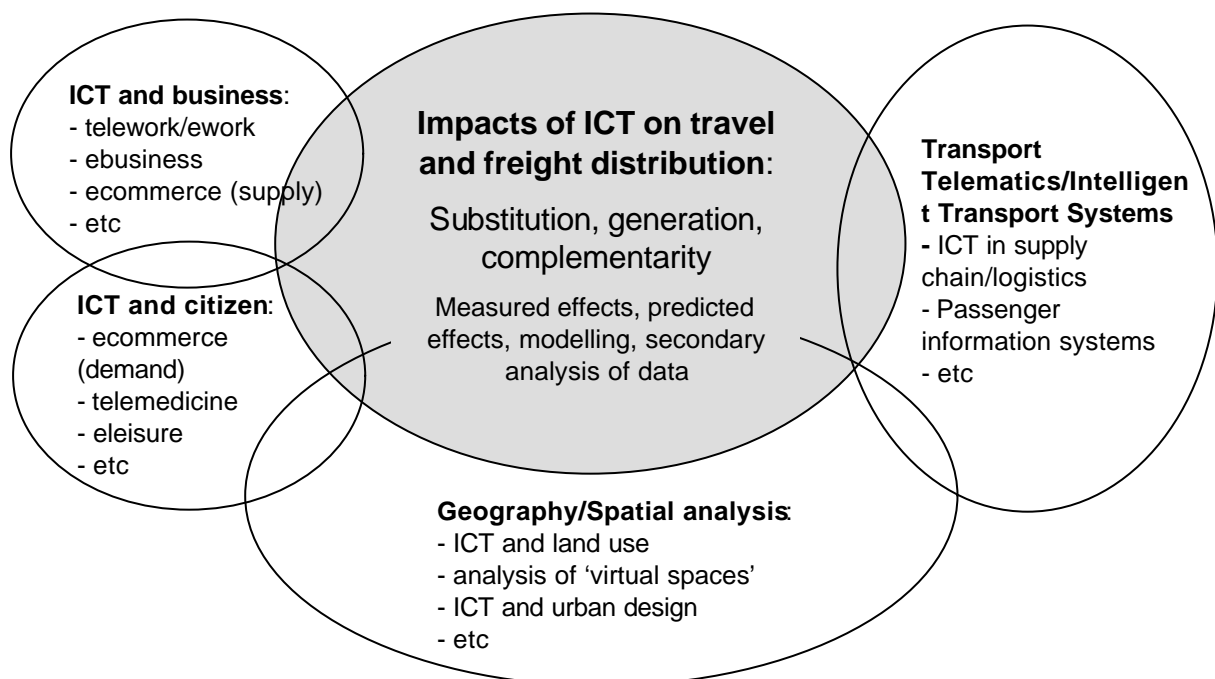 ICT and business:
- telework/ework
- ebusiness
- ecommerce (supply)
- etc
ICT and citizen:
- ecommerce
(demand)
- telemedicine
- eleisure
- etc
Impacts of ICT on travel
and freight distribution:
Substitution, generation,
complementarity
Measured effects, predicted
effects, modelling, secondary
analysis of data
Transport
Telematics/Intelligen
t Transport Systems
- ICT in supply
chain/logistics
- Passenger
information systems
- etc
Geography/Spatial analysis:
- ICT and land use
- analysis of ‘virtual spaces’
- ICT and urban design
- etc